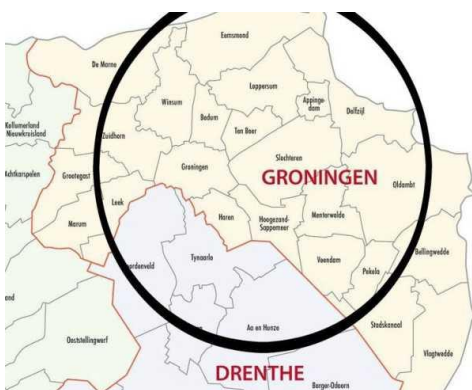 Eemsmond
De Marne
Loppersum
Winsum
Appinge-
dam
Delfzijl
Bedum
Ten Boer
Kollumerland
Nieuwkruisland
Zuidhorn
Slochteren
Achtkarspelen
Grootegast
Groningen
GRONINGEN
Oldambt
Leek
Marum
Haren
Hoogezand-
Sappemeer
Menterwolde
Bellingwedde
Tynaarlo
Veendam
Pekela
Ooststellingwerf
Aa en Hunze
Stadskanaal
Vlagtwedde
DRENTHE
Borger-Odoorn